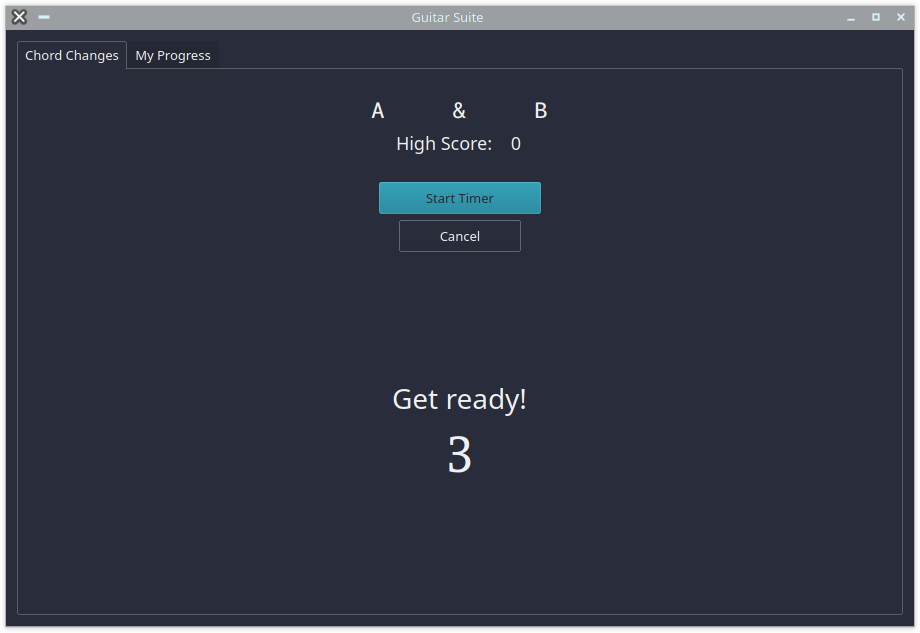 Guitar Suite
Chord Changes My Progress
A & B
High Score: 0
Start Timer
Cancel
Get ready!
3